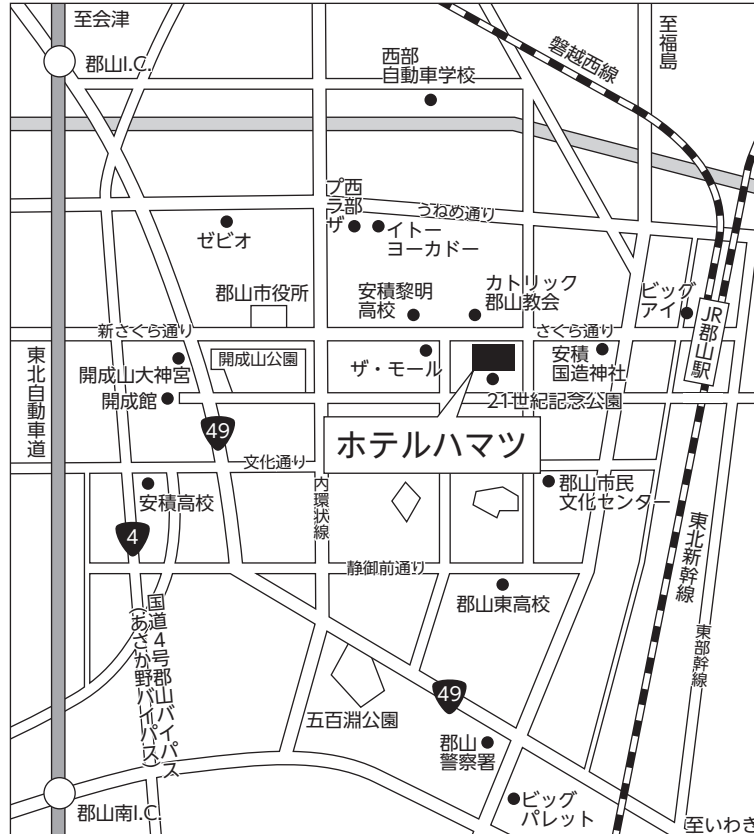 至会津
郡山I.C.
西部
自動車学校
磐越西線
至福島
西部
プラザ
うねめ通り
イトー
ヨーカドー
ゼビオ
郡山市役所
安積黎明
高校
カトリック
郡山教会
ビッグ
アイ
JR郡山駅
新さくら通り
さくら通り
東北自動車道
開成山大神宮
開成山公園
ザ・モール
安積
国造神社
開成館
21世紀記念公園
49
ホテルハマツ
文化通り
内環状線
安積高校
郡山市民
文化センター
4
東北新幹線
静御前通り
郡山東高校
国道4号郡山バイパス
(あさか野バイパス)
東部幹線
49
五百淵公園
郡山
警察署
郡山南I.C.
ビッグ
パレット
至いわき